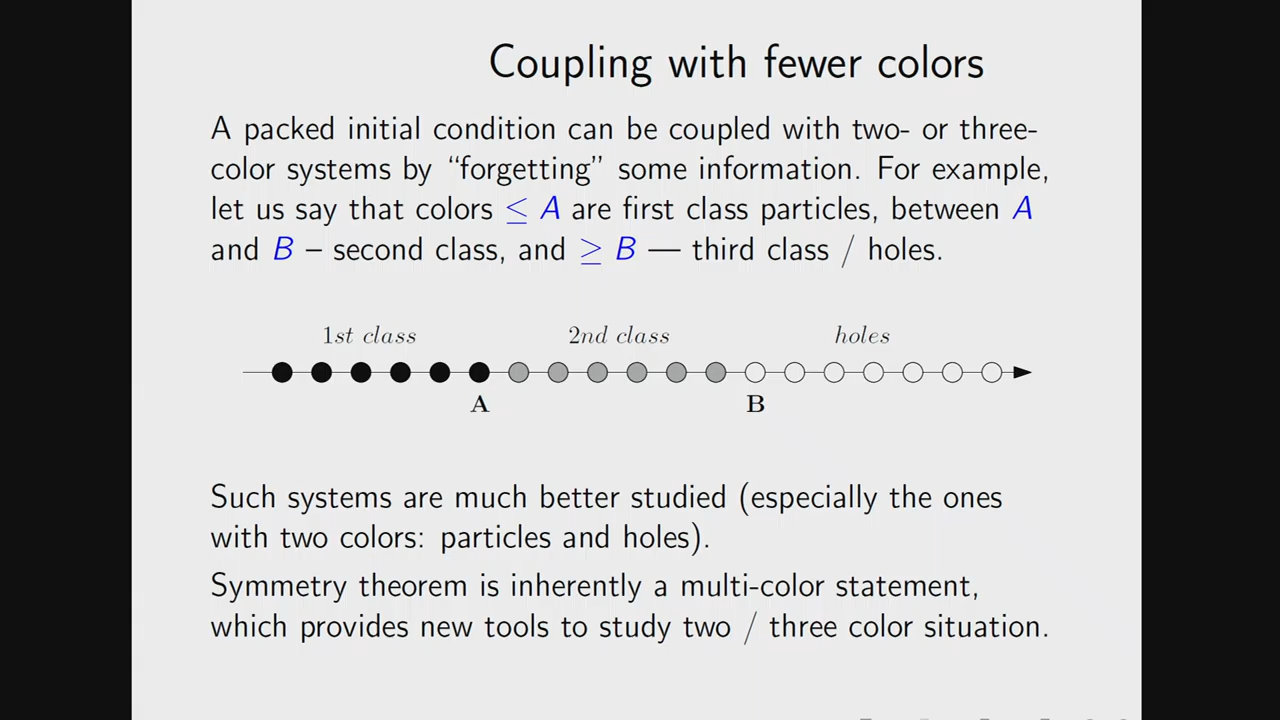 Coupling with fewer colors
A packed initial condition can be coupled with two- or three-
color systems by “forgetting” some information. For example,
let us say that colors ≤ A are first class particles, between A
and B – second class, and ≥ B — third class / holes.
1st class 2nd class holes
A B
Such systems are much better studied (especially the ones
with two colors: particles and holes).
Symmetry theorem is inherently a multi-color statement,
which provides new tools to study two / three color situation.